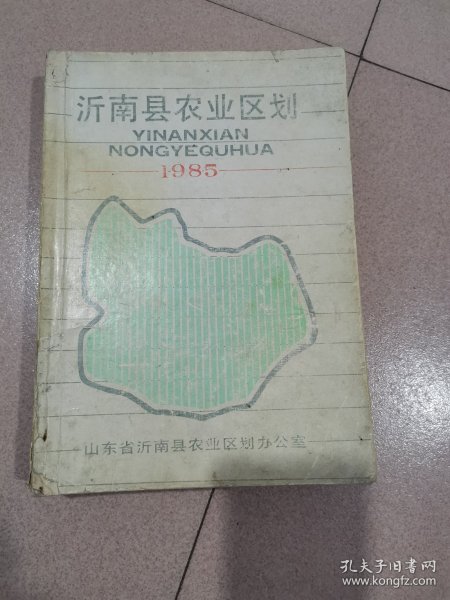 沂南县农业区划
YINANXIAN
NONGYEQUHUA
1985
山东省沂南县农业区划办公室
孔夫子旧书网
www.kongfz.com